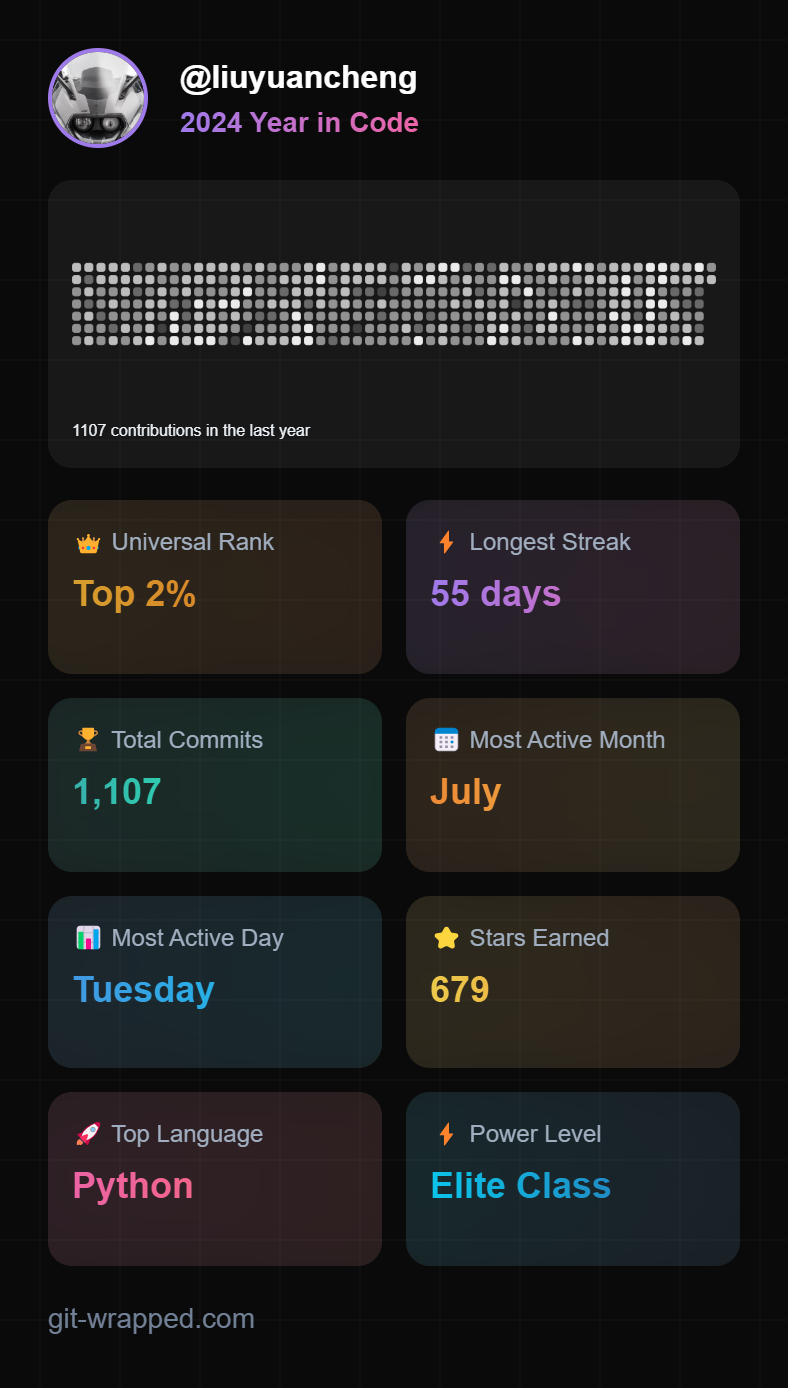 @liuyuancheng
2024 Year in Code
1107 contributions in the last year
Universal Rank
Top 2%
Longest Streak
55 days
Total Commits
1,107
Most Active Month
July
Most Active Day
Tuesday
Stars Earned
679
Top Language
Python
Power Level
Elite Class
git-wrapped.com